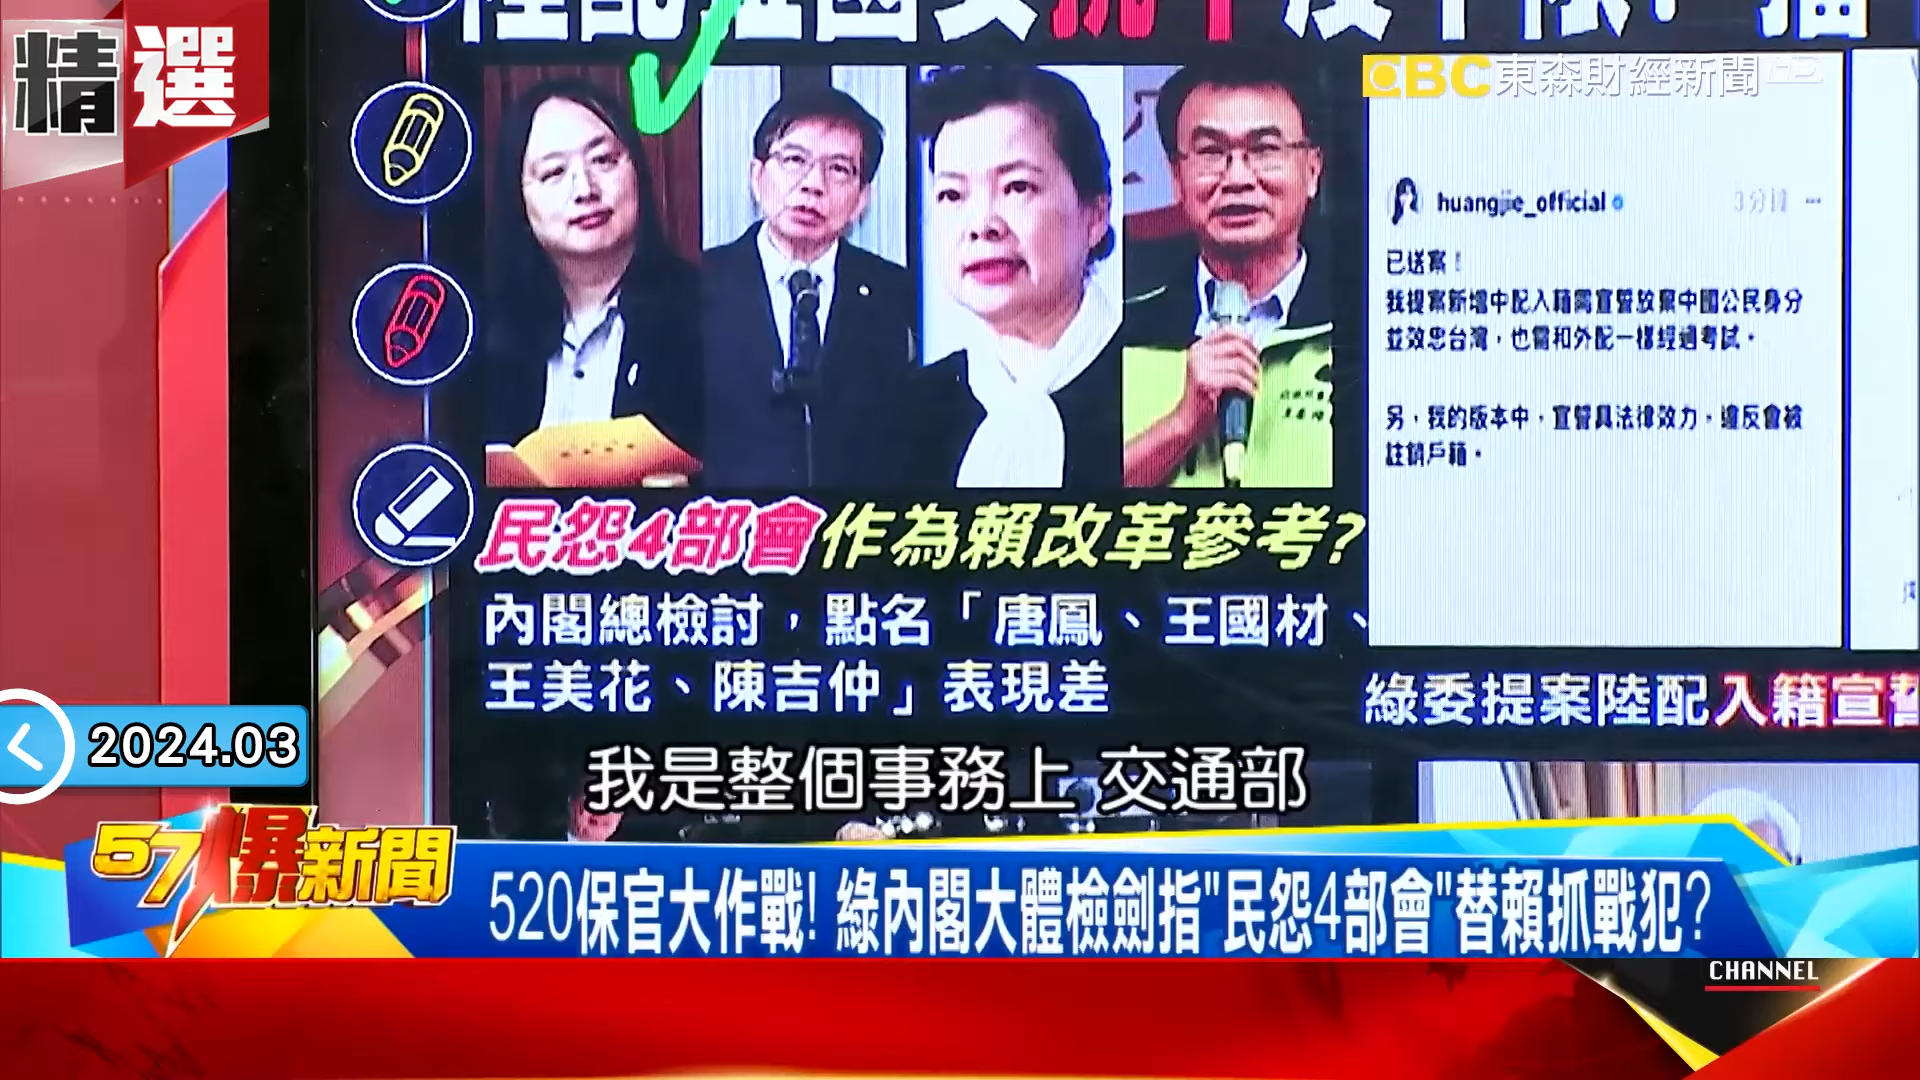 精選
EBC東森財經新聞HD
huangjie_official
3分鐘
已送案！
我提案新增中配入籍需宣誓放棄中國公民身分
並效忠台灣，也需和外配一樣經過考試。
另，我的版本中，宣誓具法律效力，違反會被
註銷戶籍。
民怨4部會作為賴改革參考?
內閣總檢討，點名「唐鳳、王國材、
王美花、陳吉仲」表現差
綠委提案陸配入籍宣誓
2024.03
我是整個事務上 交通部
57爆新聞
520保官大作戰! 綠內閣大體檢劍指"民怨4部會"替賴抓戰犯?
CHANNEL